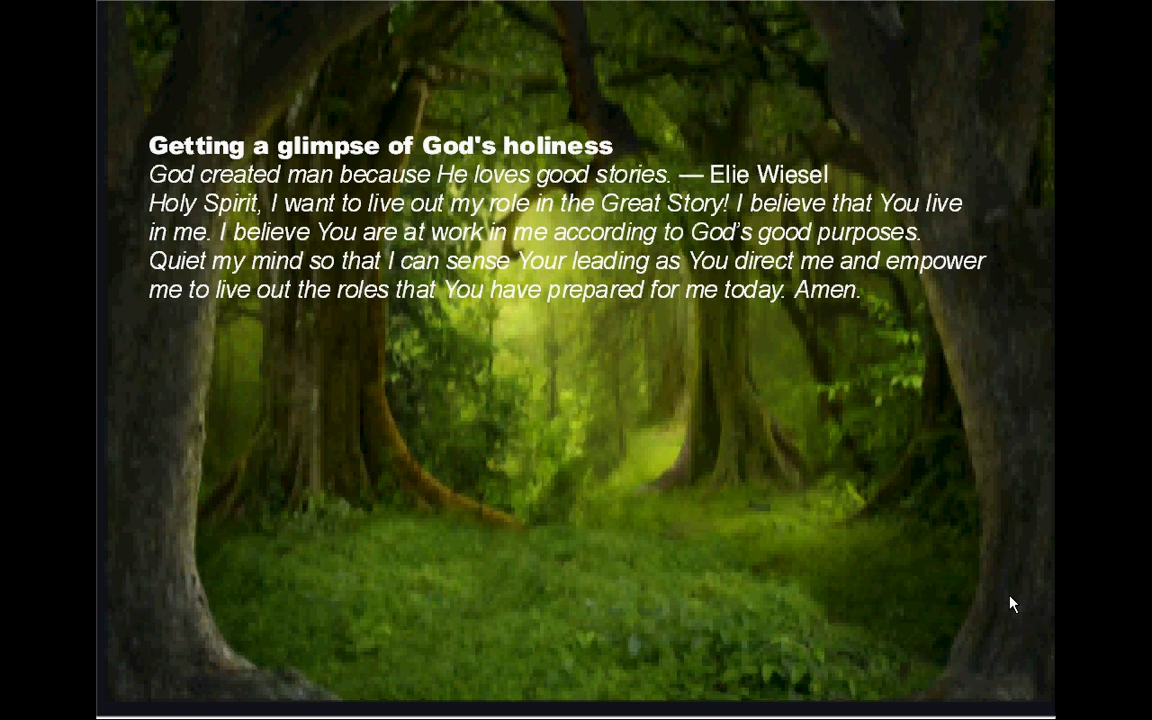 Getting a glimpse of God's holiness
God created man because He loves good stories. — Elie Wiesel
Holy Spirit, I want to live out my role in the Great Story! I believe that You live
in me. I believe You are at work in me according to God’s good purposes.
Quiet my mind so that I can sense Your leading as You direct me and empower
me to live out the roles that You have prepared for me today. Amen.